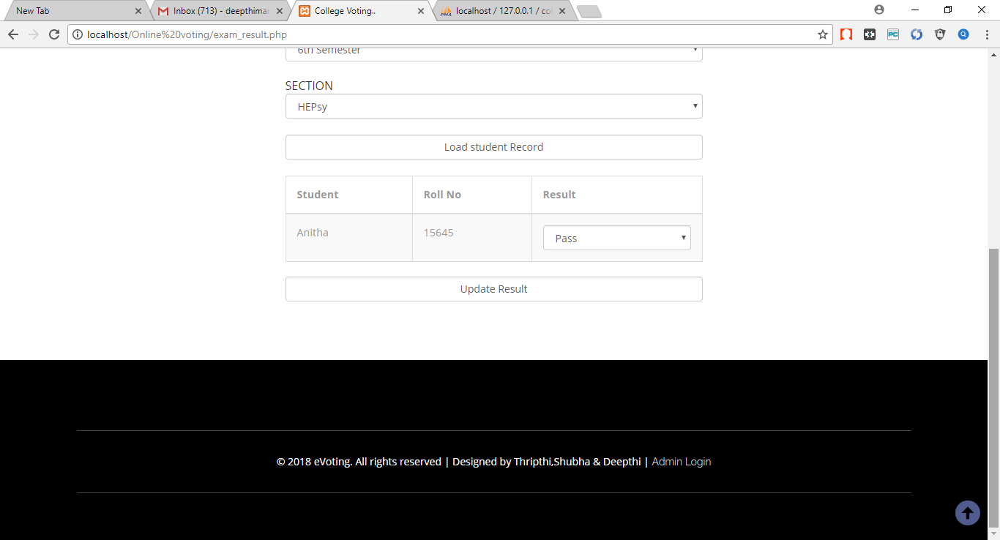 New Tab
Inbox (713) - deepthimar
College Voting..
localhost / 127.0.0.1 / co
localhost/Online%20voting/exam_result.php
6th Semester
SECTION
HEPsy
Load student Record
Student Roll No Result
Anitha 15645 Pass
Update Result
© 2018 eVoting. All rights reserved | Designed by Thripthi,Shubha & Deepthi | Admin Login